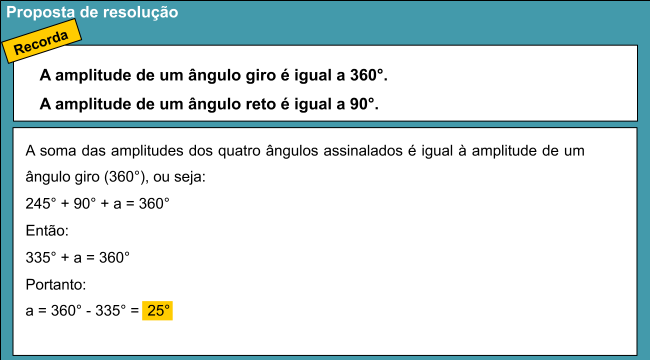 Proposta de resolução
Recorda
A amplitude de um ângulo giro é igual a 360°.
A amplitude de um ângulo reto é igual a 90°.
A soma das amplitudes dos quatro ângulos assinalados é igual à amplitude de um
ângulo giro (360°), ou seja:
245° + 90° + a = 360°
Então:
335° + a = 360°
Portanto:
a = 360° - 335° = 25°